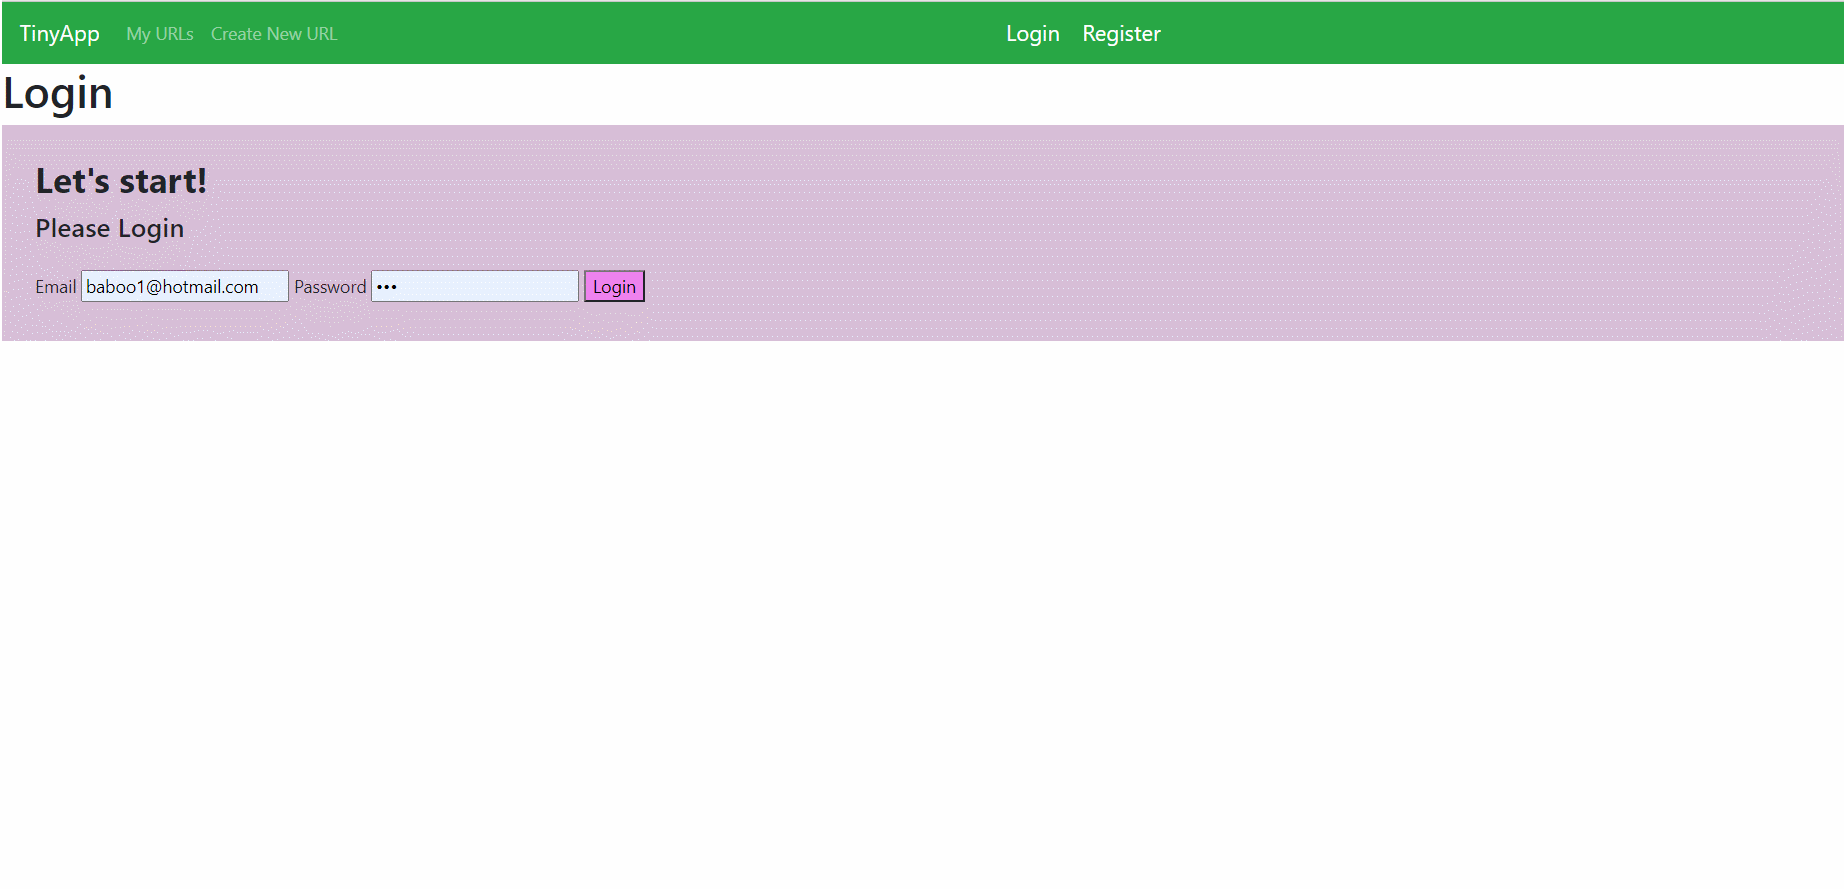 TinyApp My URLs Create New URL Login Register
Login
Let's start!
Please Login
Email baboo1@hotmail.com Password ••• Login